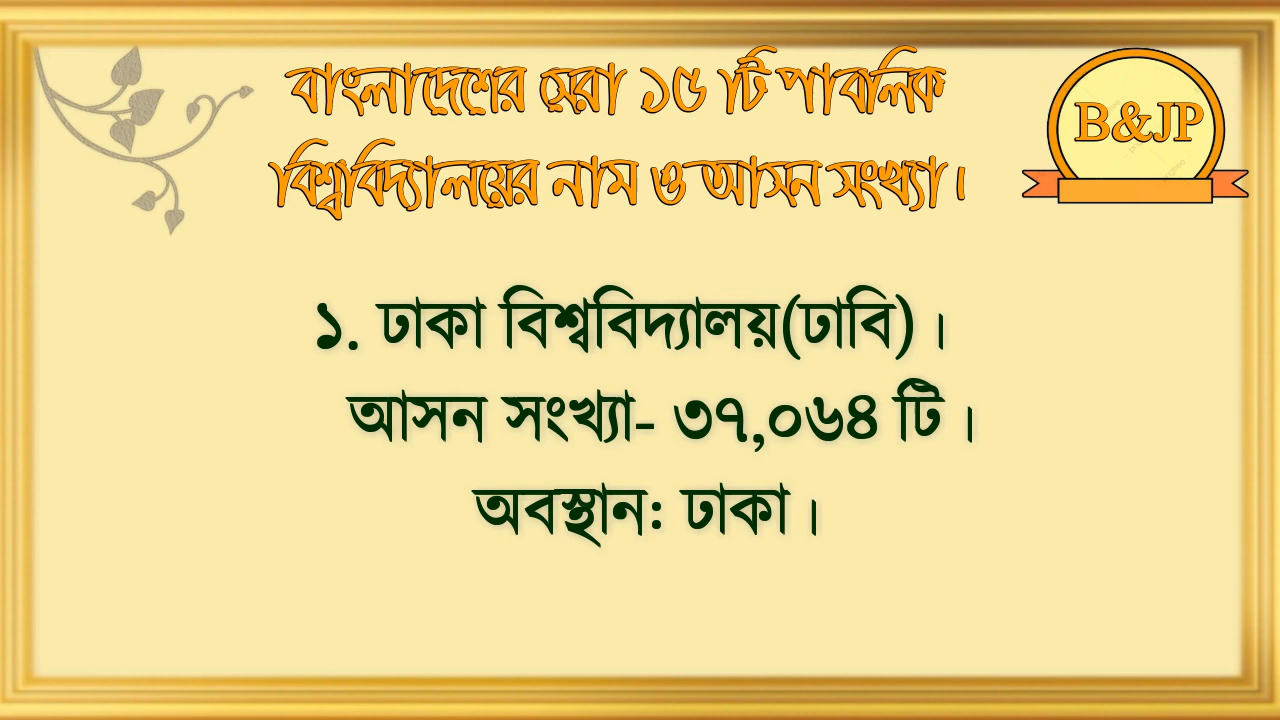 বাংলাদেশের সেরা ১৫ টি পাবলিক
বিশ্ববিদ্যালয়ের নাম ও আসন সংখ্যা।
B&JP
১. ঢাকা বিশ্ববিদ্যালয়(ঢাবি)।
আসন সংখ্যা- ৩৭,০৬৪ টি।
অবস্থান: ঢাকা।